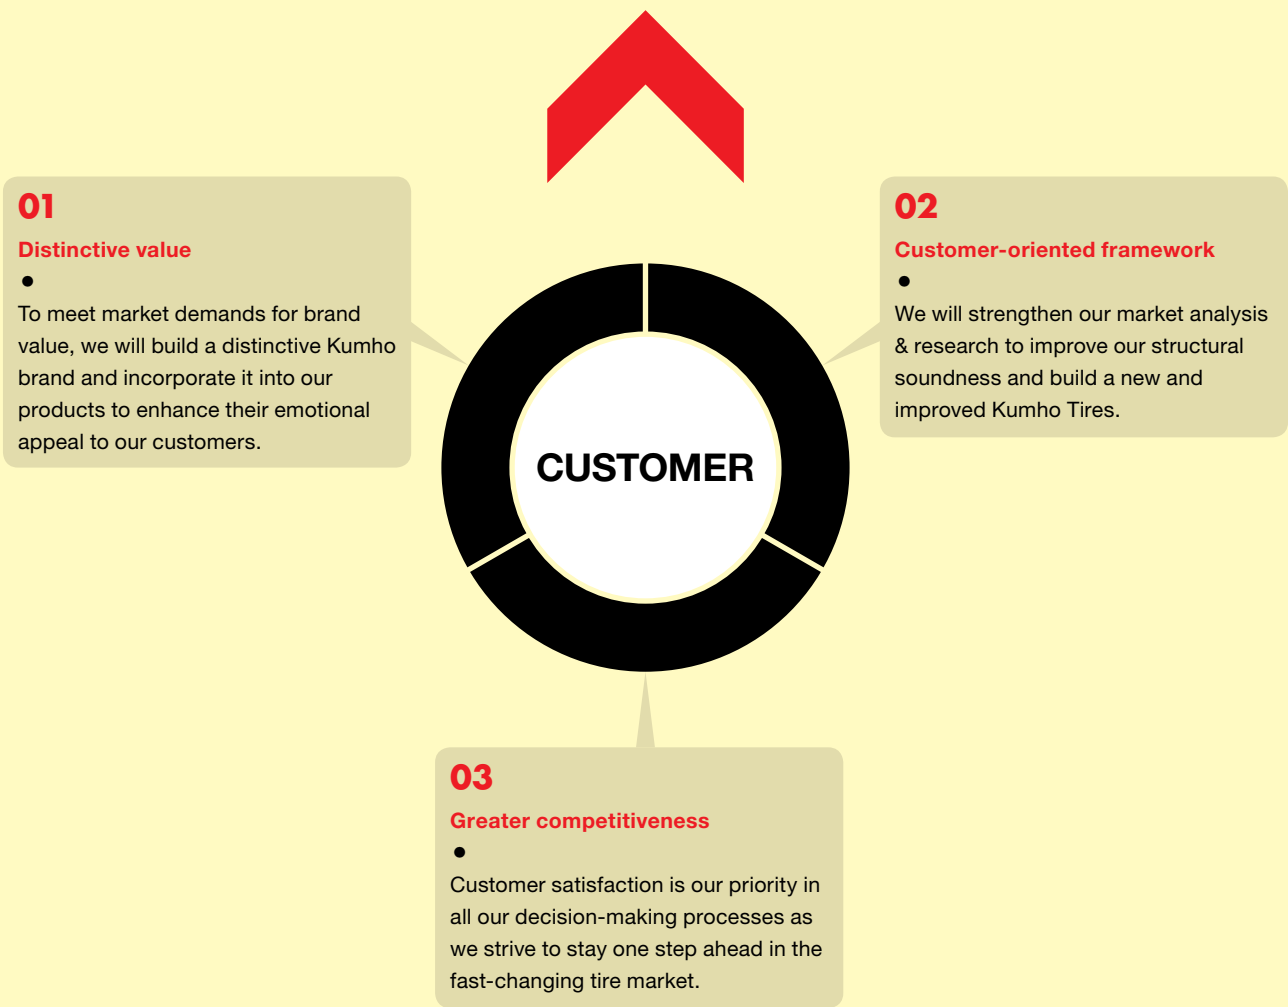 01
Distinctive value
•
To meet market demands for brand
value, we will build a distinctive Kumho
brand and incorporate it into our
products to enhance their emotional
appeal to our customers.
02
Customer-oriented framework
•
We will strengthen our market analysis
& research to improve our structural
soundness and build a new and
improved Kumho Tires.
CUSTOMER
03
Greater competitiveness
•
Customer satisfaction is our priority in
all our decision-making processes as
we strive to stay one step ahead in the
fast-changing tire market.